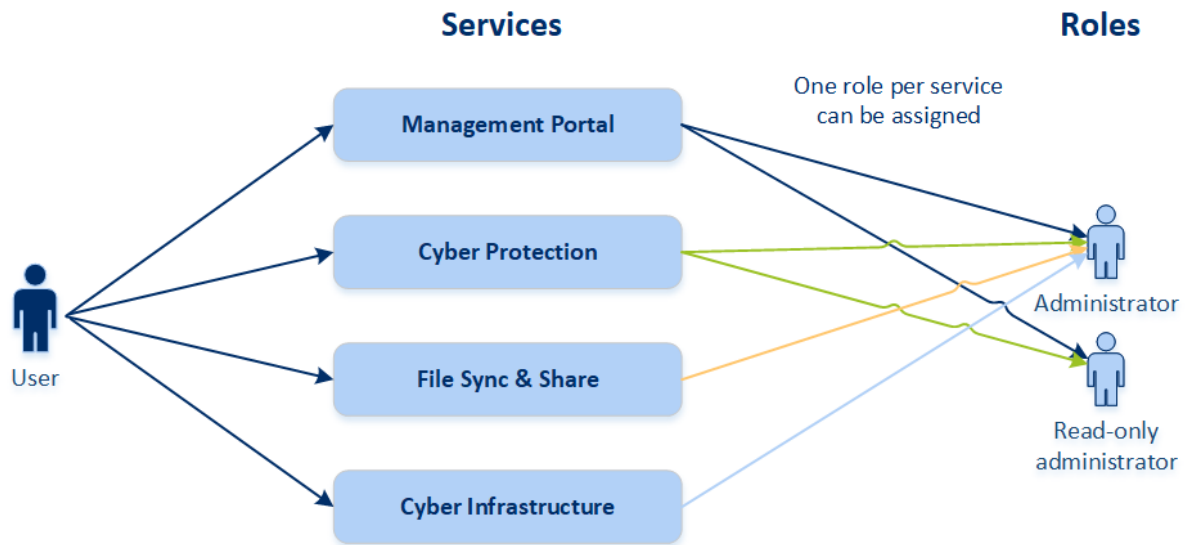 Services
Roles
One role per service
can be assigned
Management Portal
Cyber Protection
File Sync & Share
Cyber Infrastructure
User
Administrator
Read-only
administrator